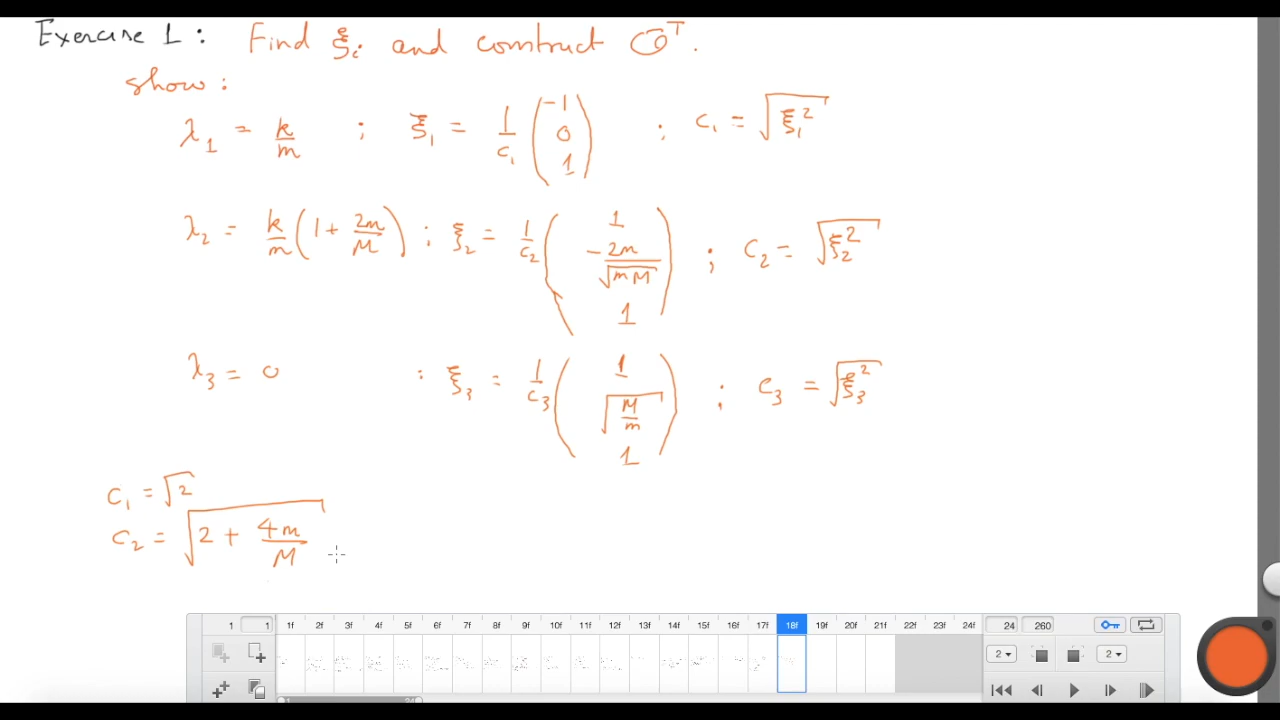 Exercise 1: Find ξᵢ and construct Oᵀ.
show:
λ₁ = k/m ; ξ₁ = 1/c₁ (-1 0 1) ; c₁ = √ξ₁²
λ₂ = k/m (1 + 2m/M) ; ξ₂ = 1/c₂ (1 -2m/√mM 1) ; c₂ = √ξ₂²
λ₃ = 0 : ξ₃ = 1/c₃ (1 √M/m 1) ; c₃ = √ξ₃²
c₁ = √2
c₂ = √(2 + 4m/M)
1 1 1f 2f 3f 4f 5f 6f 7f 8f 9f 10f 11f 12f 13f 14f 15f 16f 17f 18f 19f 20f 21f 22f 23f 24f 24 260
2 2